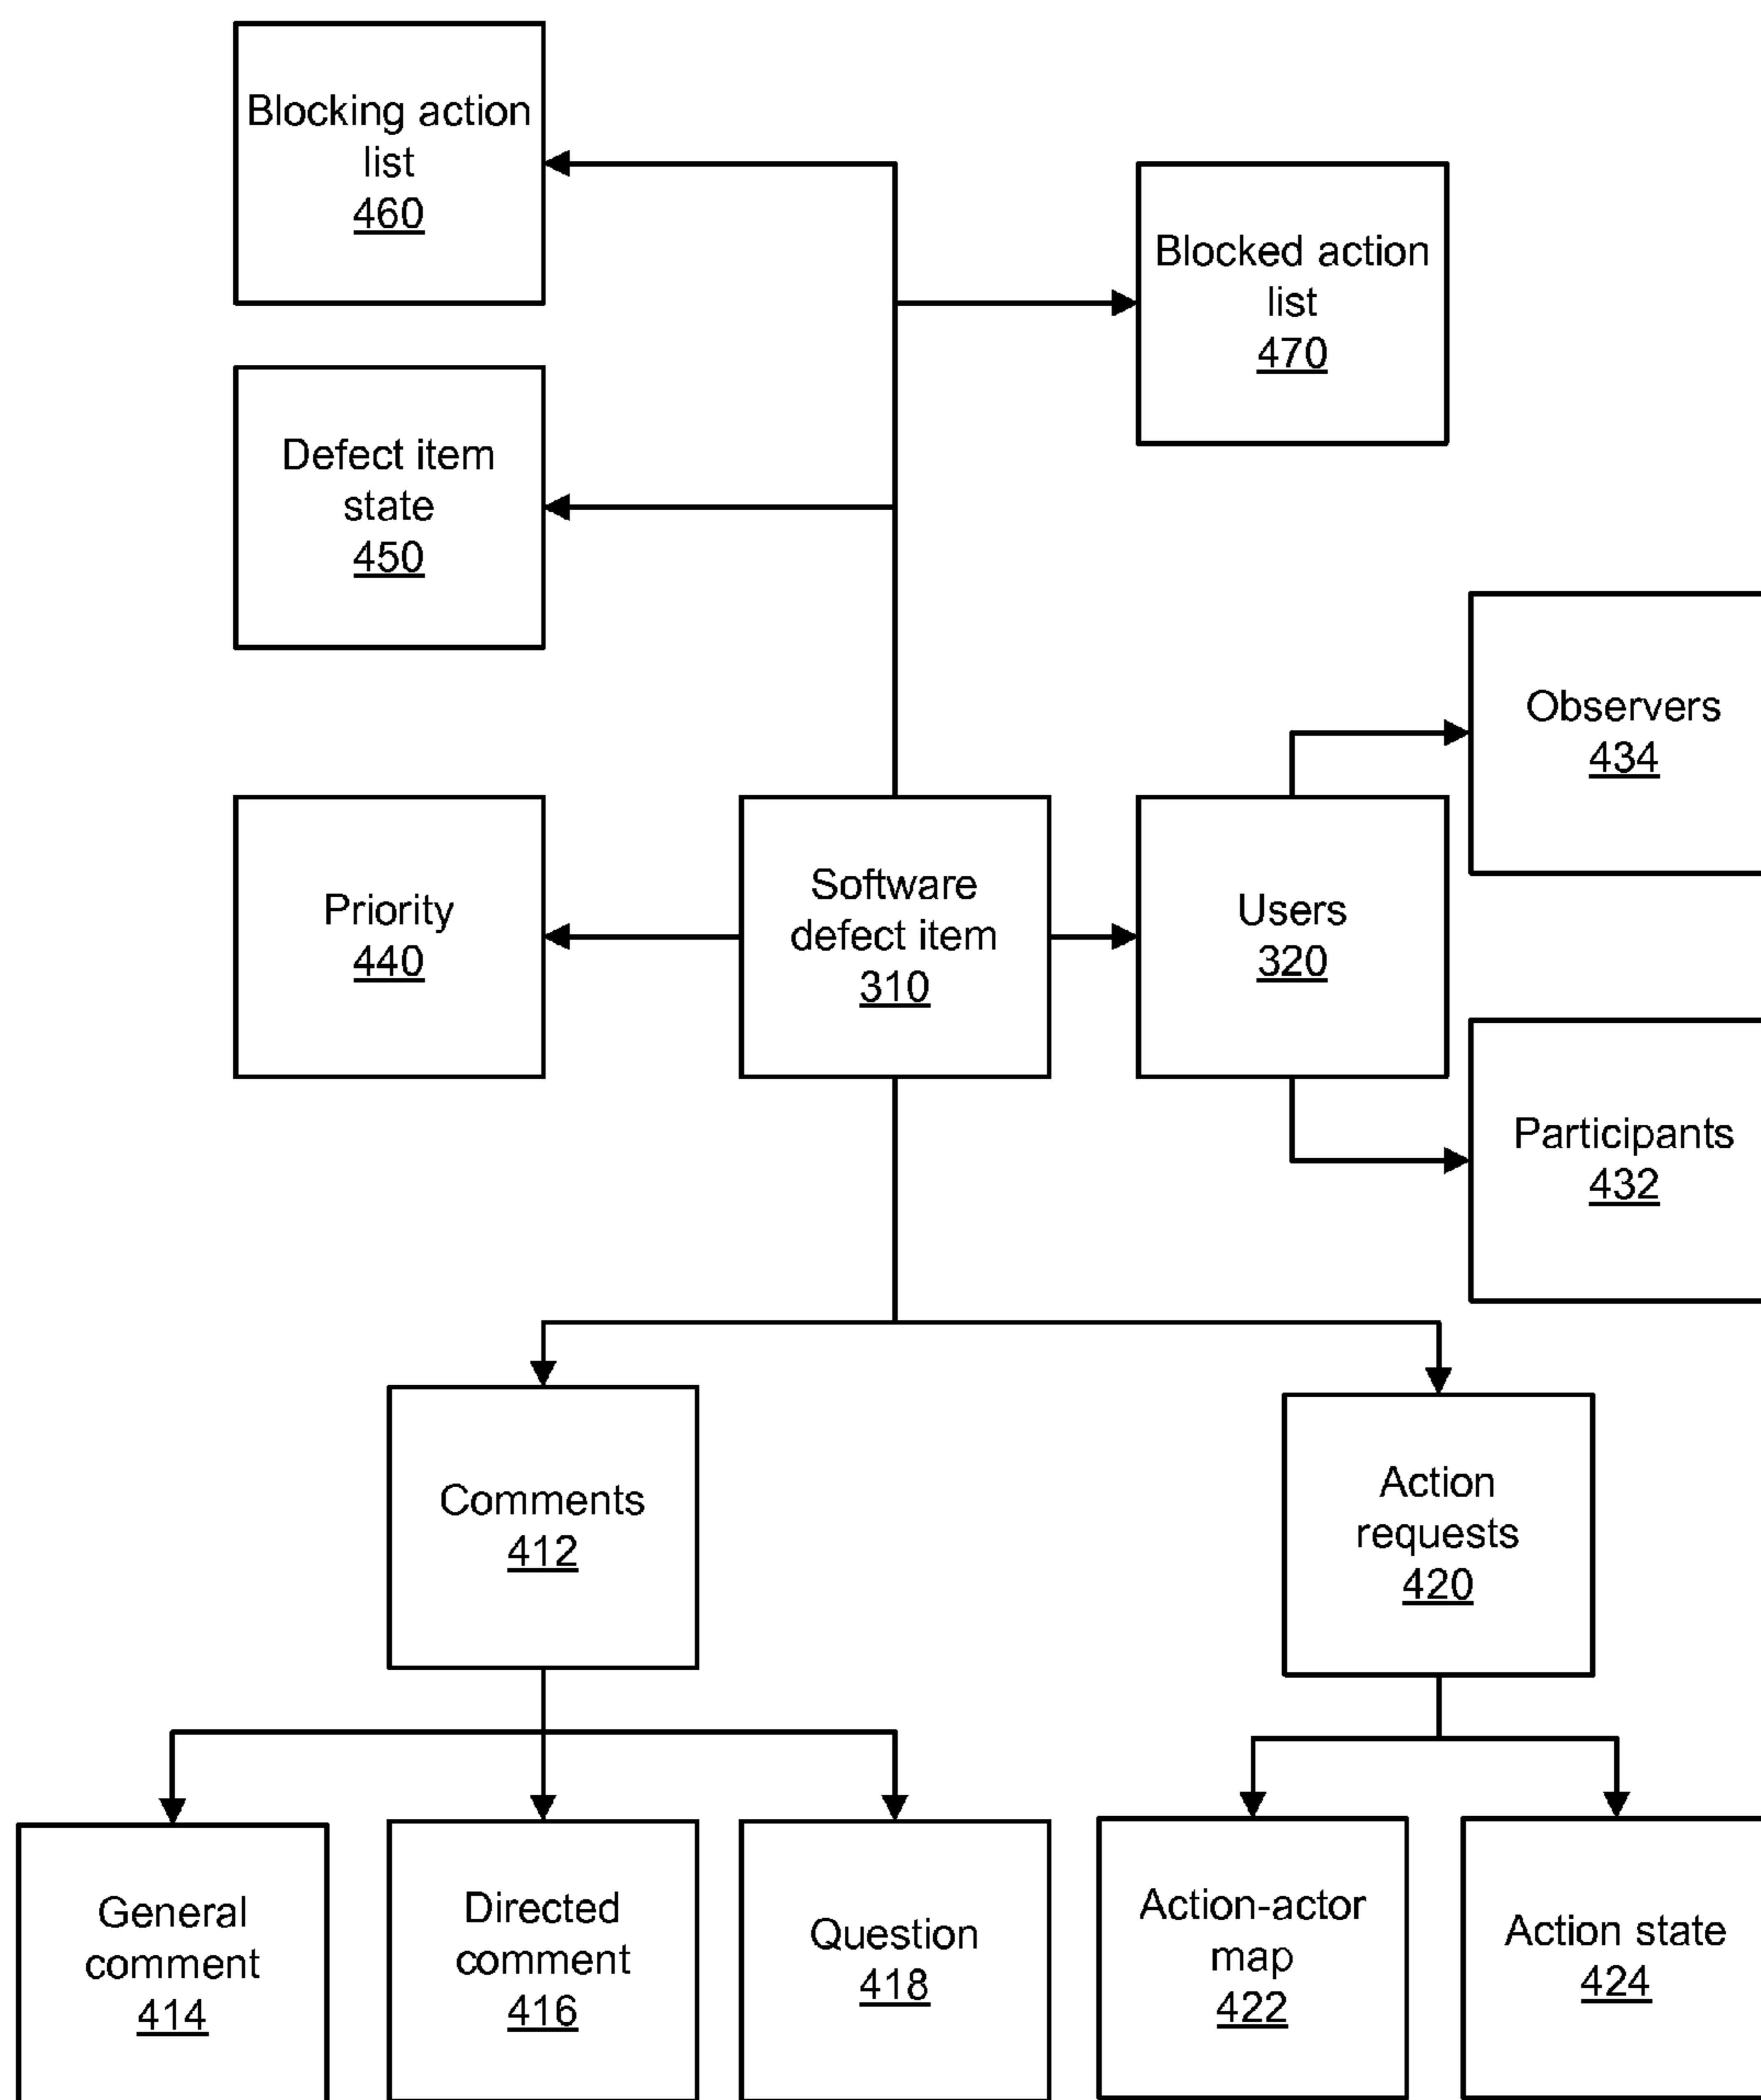 Blocking action
list
460
Blocked action
list
470
Defect item
state
450
Observers
434
Priority
440
Software
defect item
310
Users
320
Participants
432
Comments
412
Action
requests
420
General
comment
414
Directed
comment
416
Question
418
Action-actor
map
422
Action state
424